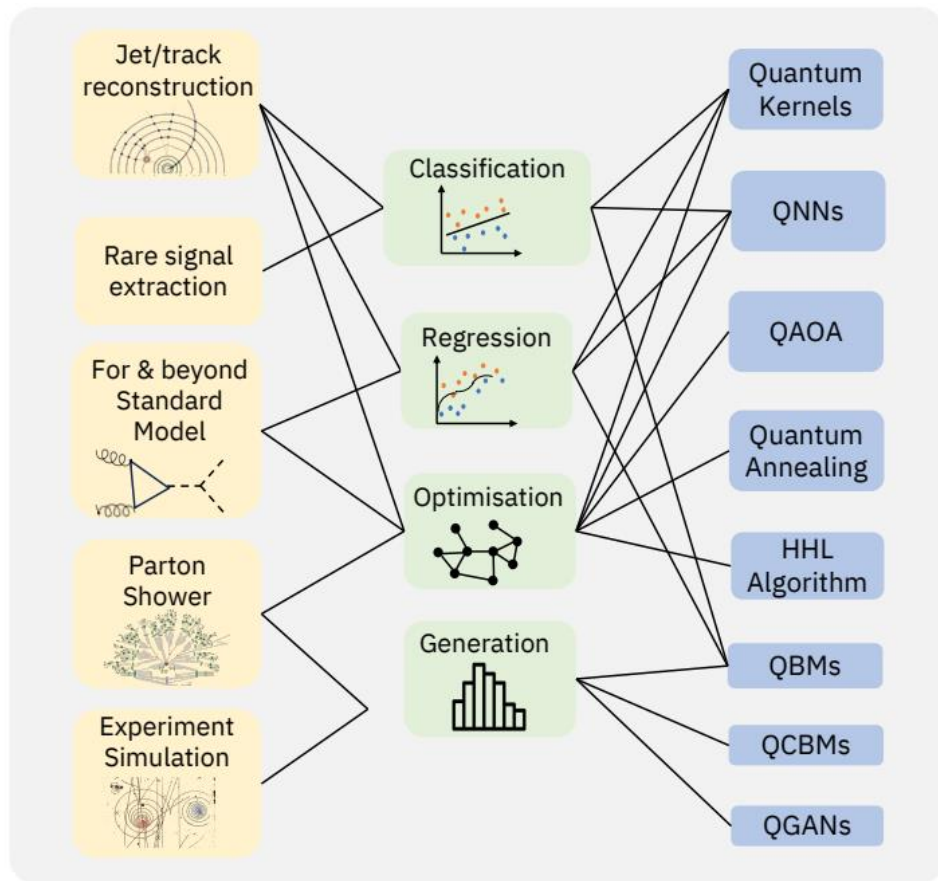 Jet/track
reconstruction
Rare signal
extraction
For & beyond
Standard
Model
Parton
Shower
Experiment
Simulation
Classification
Regression
Optimisation
Generation
Quantum
Kernels
QNNs
QAOA
Quantum
Annealing
HHL
Algorithm
QBMs
QCBMs
QGANs